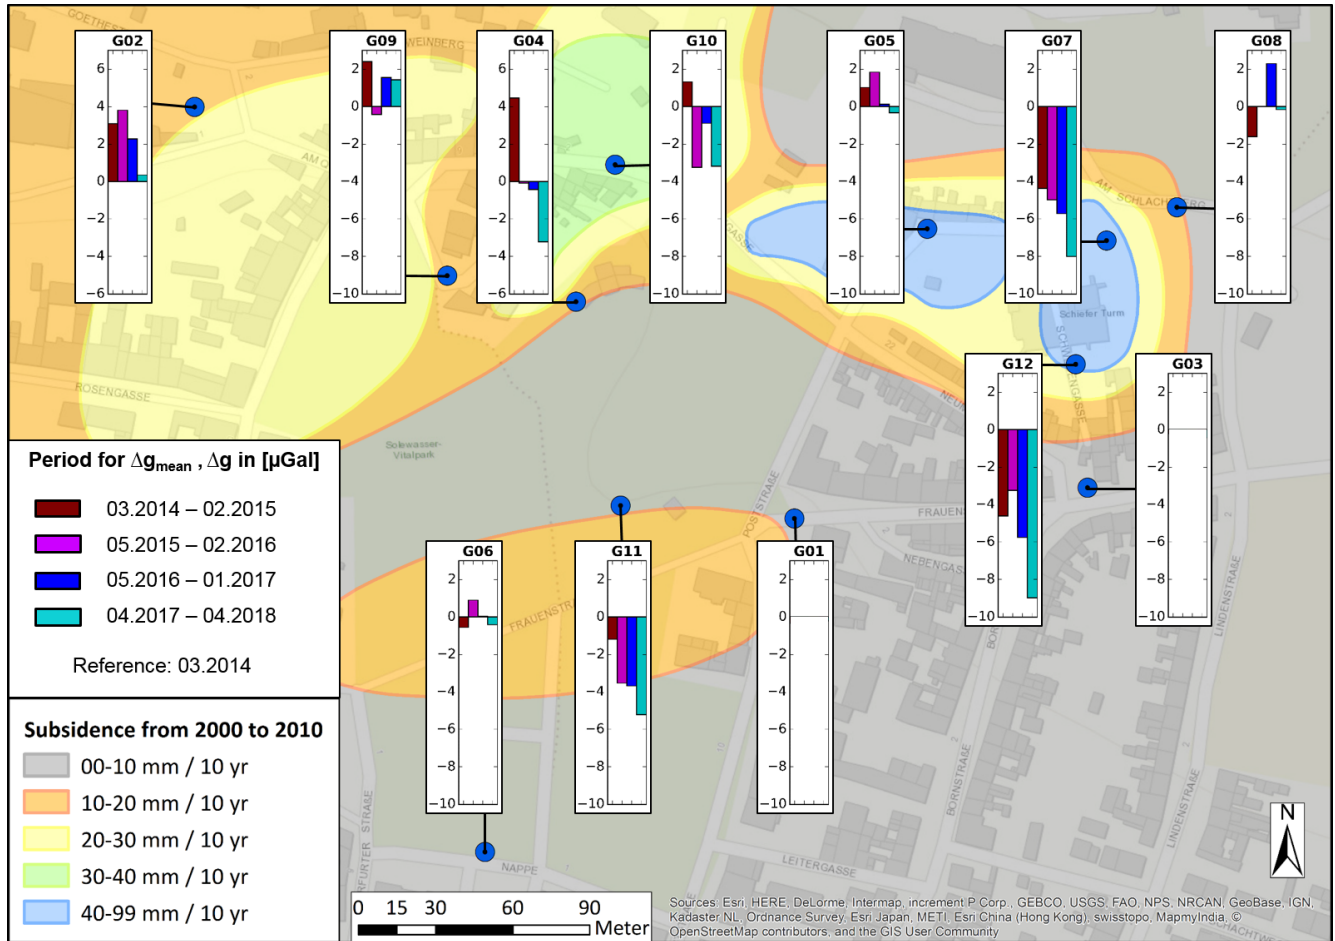 GOETHEST
WEINBERG
G02
6
4
2
0
−2
−4
−6
G09
2
0
−2
−4
−6
−8
−10
G04
6
4
2
0
−2
−4
−6
G10
2
0
−2
−4
−6
−8
−10
G05
2
0
−2
−4
−6
−8
−10
G07
2
0
−2
−4
−6
−8
−10
G08
2
0
−2
−4
−6
−8
−10
AM SCHLACHTBERG
Schiefer Turm
ROSENGASSE
Solewasser-
Vitalpark
G12
2
0
−2
−4
−6
−8
−10
G03
2
0
−2
−4
−6
−8
−10
Period for Δgmean , Δg in [µGal]
03.2014 – 02.2015
05.2015 – 02.2016
05.2016 – 01.2017
04.2017 – 04.2018
Reference: 03.2014
POSTSTRAßE
FRAUENS
NEBENGASSE
LINDENSTRAßE
G06
2
0
−2
−4
−6
−8
−10
G11
2
0
−2
−4
−6
−8
−10
G01
2
0
−2
−4
−6
−8
−10
FRAUENSTRA
Subsidence from 2000 to 2010
00-10 mm / 10 yr
10-20 mm / 10 yr
20-30 mm / 10 yr
30-40 mm / 10 yr
40-99 mm / 10 yr
BORNSTRAßE
LINDENSTRAßE
RFURTER STRAßE
NAPPE
LEITERGASSE
N
0 15 30 60 90
Meter
Sources: Esri, HERE, DeLorme, Intermap, increment P Corp., GEBCO, USGS, FAO, NPS, NRCAN, GeoBase, IGN,
Kadaster NL, Ordnance Survey, Esri Japan, METI, Esri China (Hong Kong), swisstopo, MapmyIndia, ©
OpenStreetMap contributors, and the GIS User Community